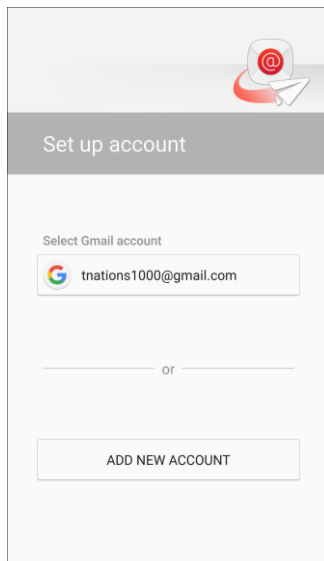 @
Set up account
Select Gmail account
G tnations1000@gmail.com
or
ADD NEW ACCOUNT